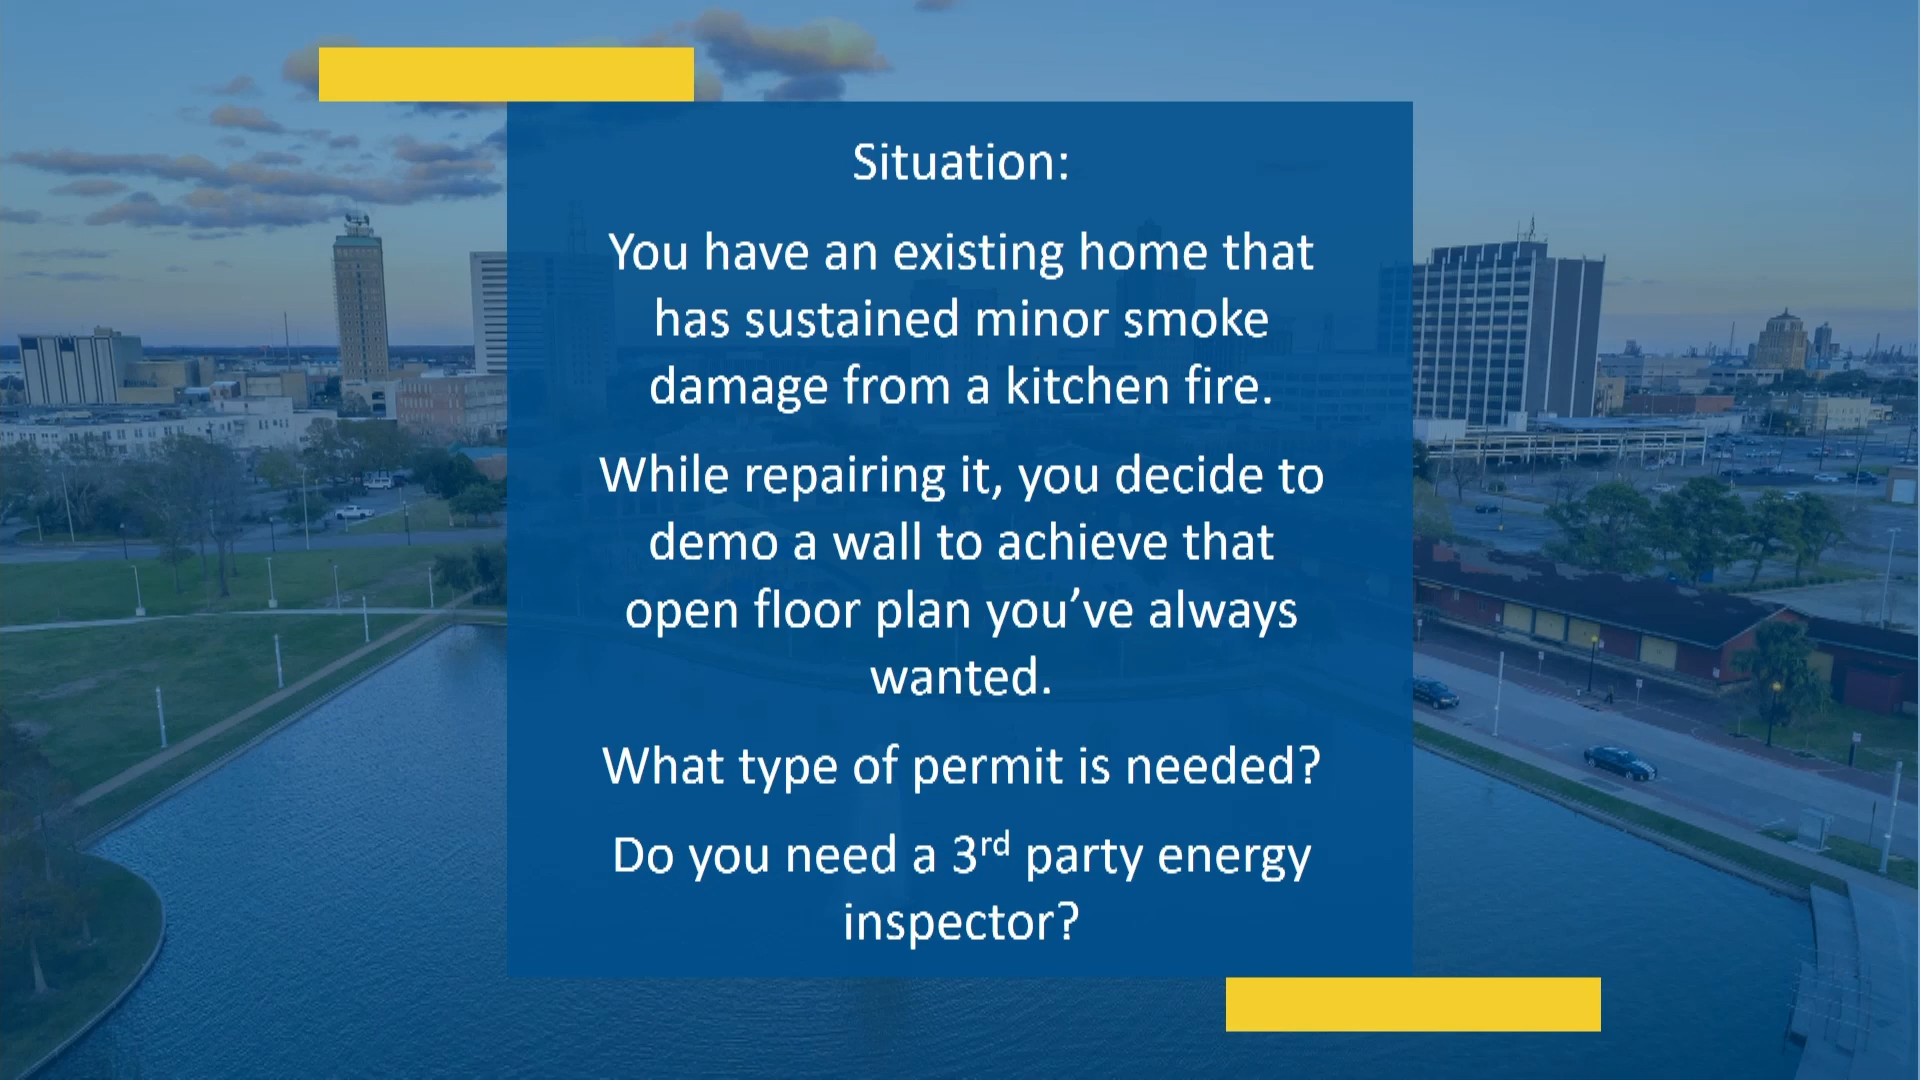 Situation:
You have an existing home that
has sustained minor smoke
damage from a kitchen fire.
While repairing it, you decide to
demo a wall to achieve that
open floor plan you’ve always
wanted.
What type of permit is needed?
Do you need a 3rd party energy
inspector?